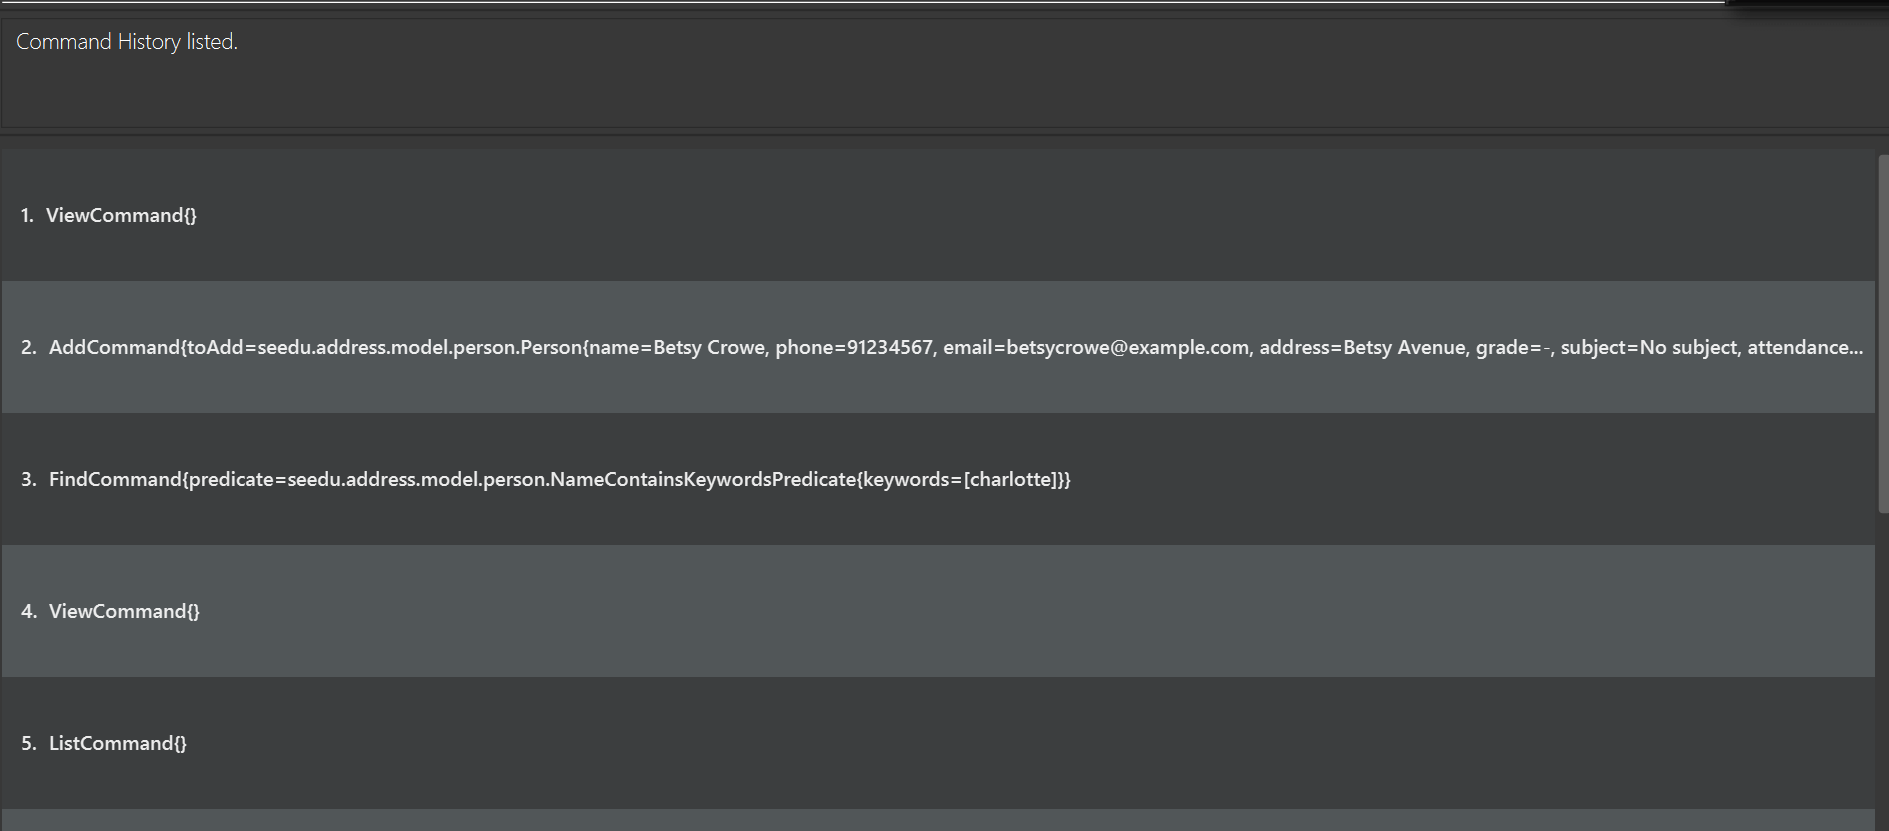 Command History listed.
1. ViewCommand{}
2. AddCommand{toAdd=seedu.address.model.person.Person{name=Betsy Crowe, phone=91234567, email=betsycrowe@example.com, address=Betsy Avenue, grade=-, subject=No subject, attendance...
3. FindCommand{predicate=seedu.address.model.person.NameContainsKeywordsPredicate{keywords=[charlotte]}}
4. ViewCommand{}
5. ListCommand{}